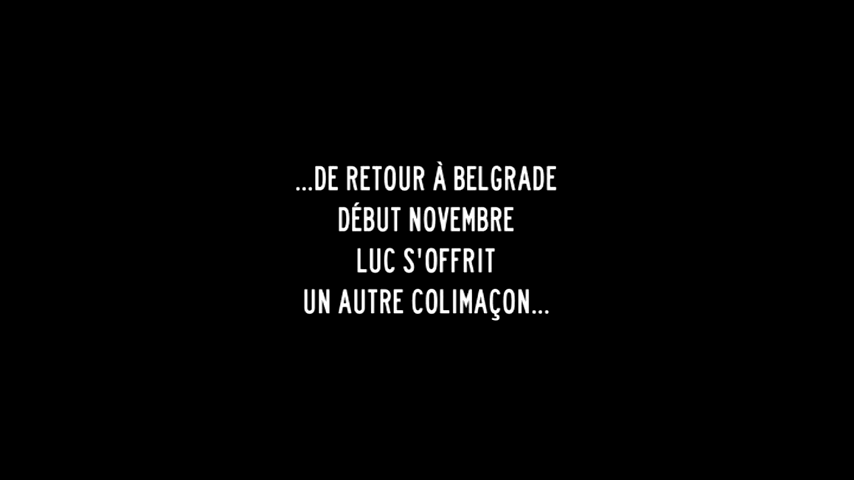 ...DE RETOUR À BELGRADE
DÉBUT NOVEMBRE
LUC S'OFFRIT
UN AUTRE COLIMAÇON...